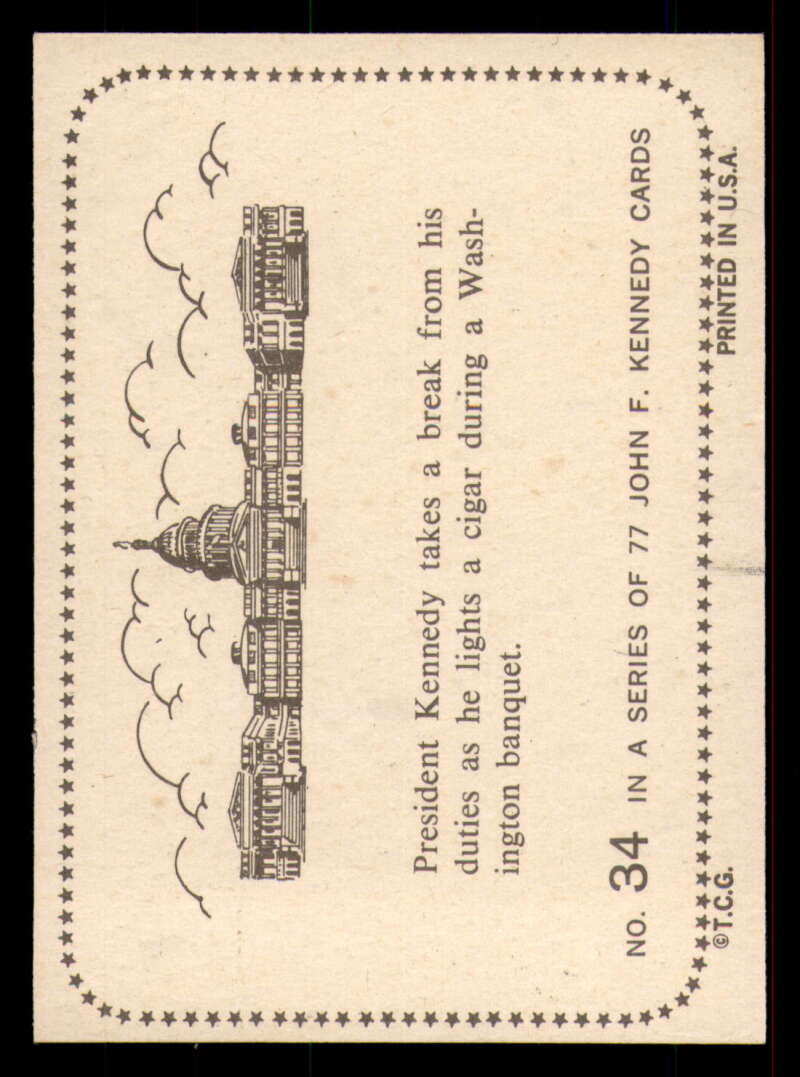 President Kennedy takes a break from his
duties as he lights a cigar during a Wash-
ington banquet.
NO. 34 IN A SERIES OF 77 JOHN F. KENNEDY CARDS
©T.C.G. PRINTED IN U.S.A.